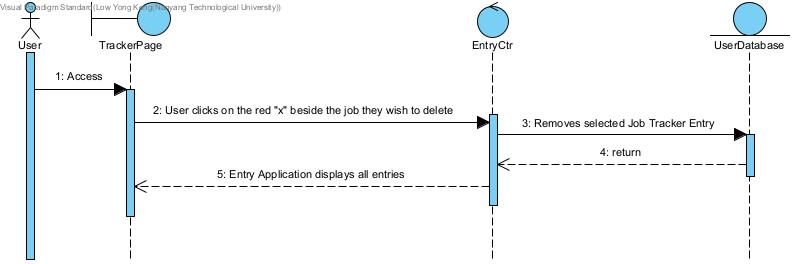 Visual Paradigm Standard(Low Yong Keng(Nanyang Technological University))
User
TrackerPage
EntryCtr
UserDatabase
1: Access
2: User clicks on the red "x" beside the job they wish to delete
3: Removes selected Job Tracker Entry
4: return
5: Entry Application displays all entries